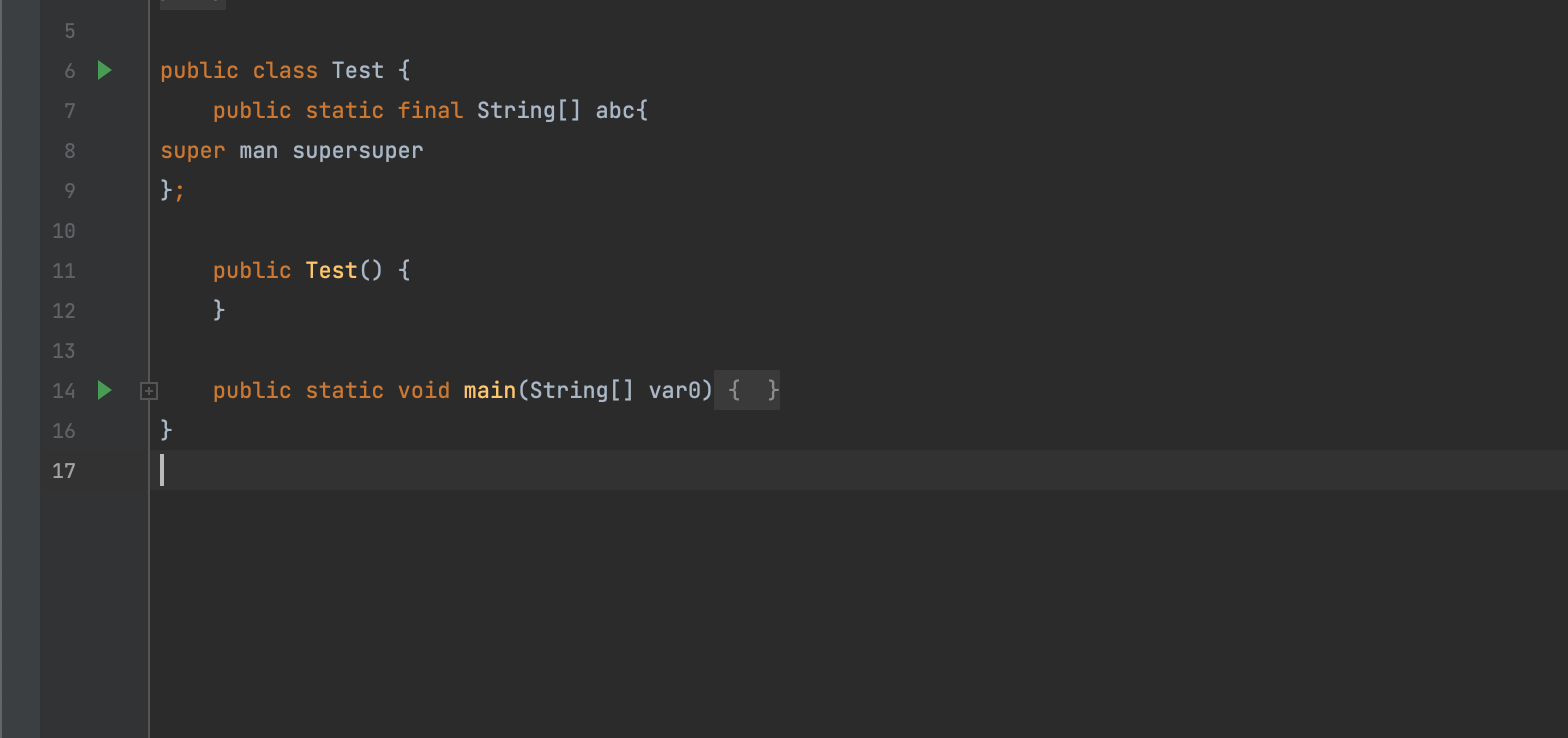 5
6 public class Test {
7 public static final String[] abc{
8 super man supersuper
9 };
10
11 public Test() {
12 }
13
14 public static void main(String[] var0) { }
16 }
17